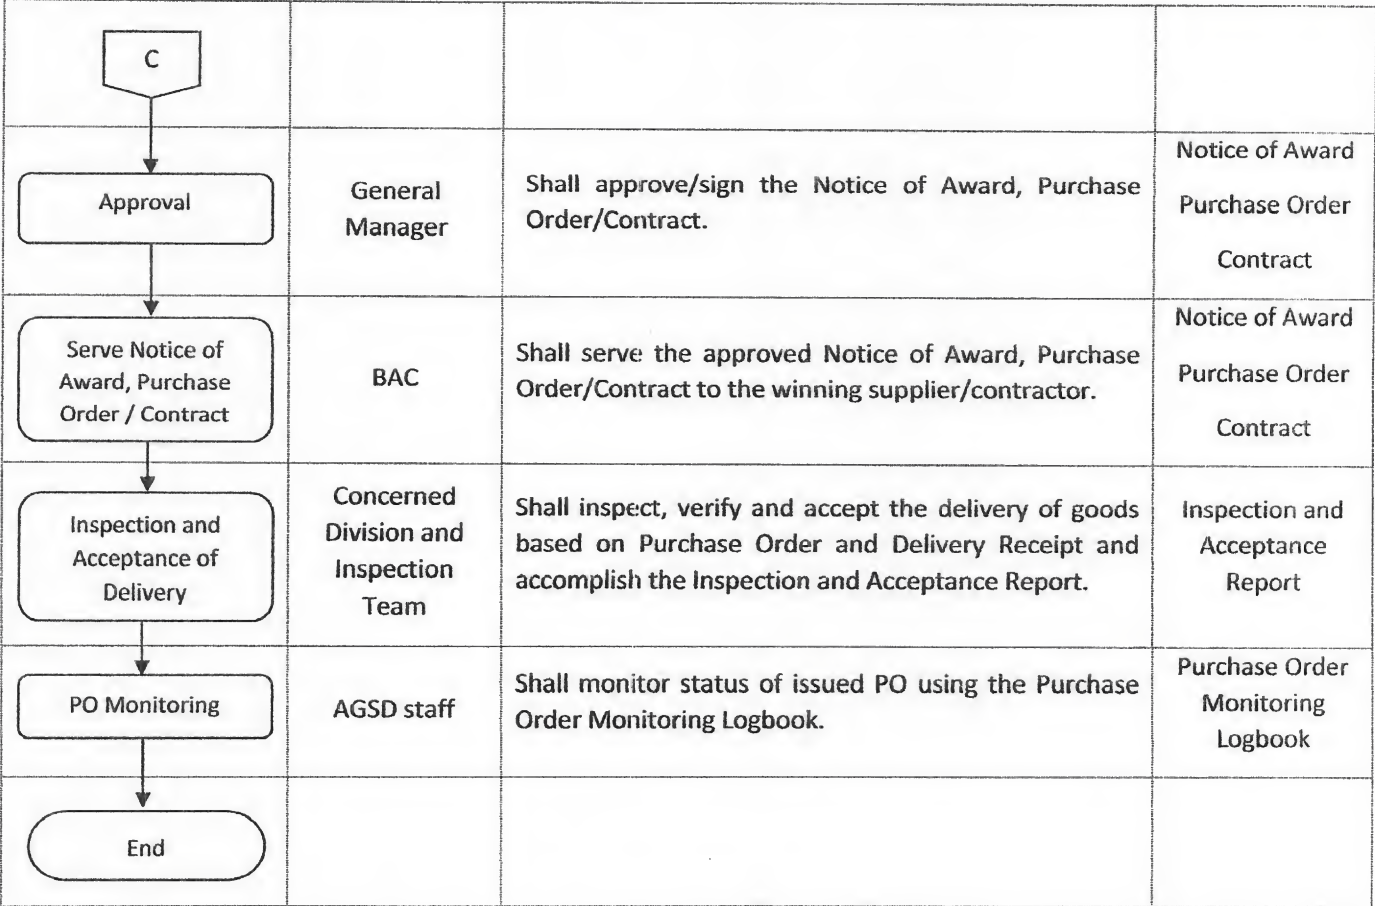 C
Approval
General
Manager
Shall approve/sign the Notice of Award, Purchase
Order/Contract.
Notice of Award
Purchase Order
Contract
Serve Notice of
Award, Purchase
Order / Contract
BAC
Shall serve the approved Notice of Award, Purchase
Order/Contract to the winning supplier/contractor.
Notice of Award
Purchase Order
Contract
Inspection and
Acceptance of
Delivery
Concerned
Division and
Inspection
Team
Shall inspect, verify and accept the delivery of goods
based on Purchase Order and Delivery Receipt and
accomplish the Inspection and Acceptance Report.
Inspection and
Acceptance
Report
PO Monitoring
AGSD staff
Shall monitor status of issued PO using the Purchase
Order Monitoring Logbook.
Purchase Order
Monitoring
Logbook
End